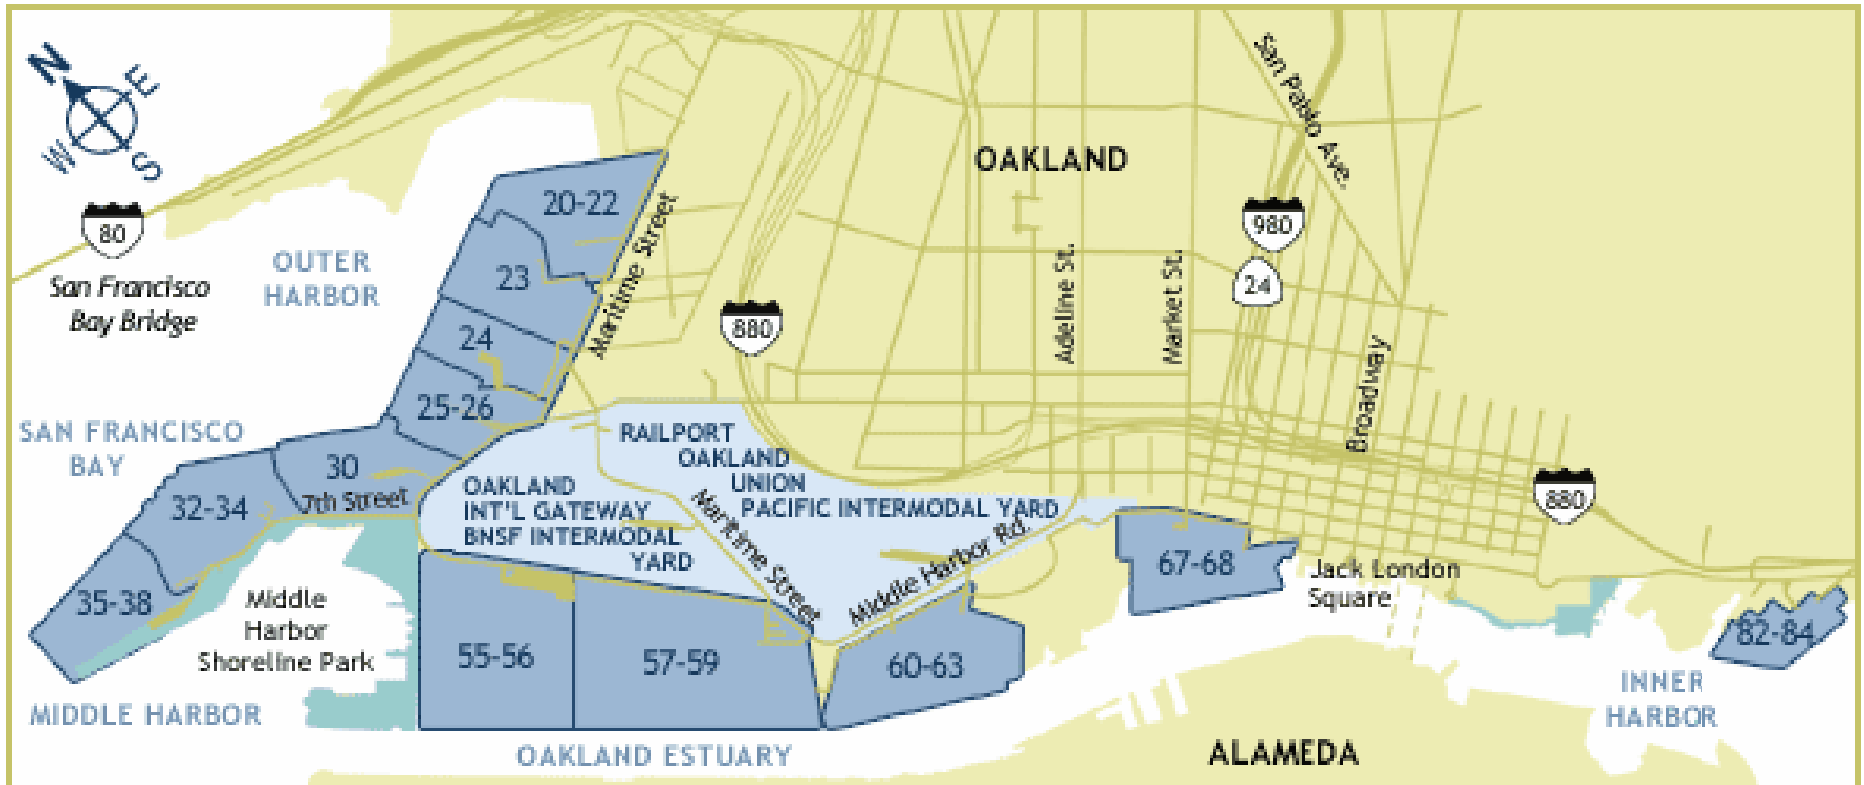 N
E
W
S
80
San Francisco
Bay Bridge
OUTER
HARBOR
SAN FRANCISCO
BAY
20-22
23
24
25-26
30
32-34
35-38
7th Street
Maritime Street
OAKLAND
San Pablo Ave.
980
24
880
Adeline St.
Market St.
Broadway
880
RAILPORT
OAKLAND
UNION
PACIFIC INTERMODAL YARD
OAKLAND
INT'L GATEWAY
BNSF INTERMODAL
YARD
Maritime Street
Middle Harbor Rd.
Middle
Harbor
Shoreline Park
MIDDLE HARBOR
55-56
57-59
60-63
67-68
Jack London
Square
82-84
INNER
HARBOR
OAKLAND ESTUARY
ALAMEDA